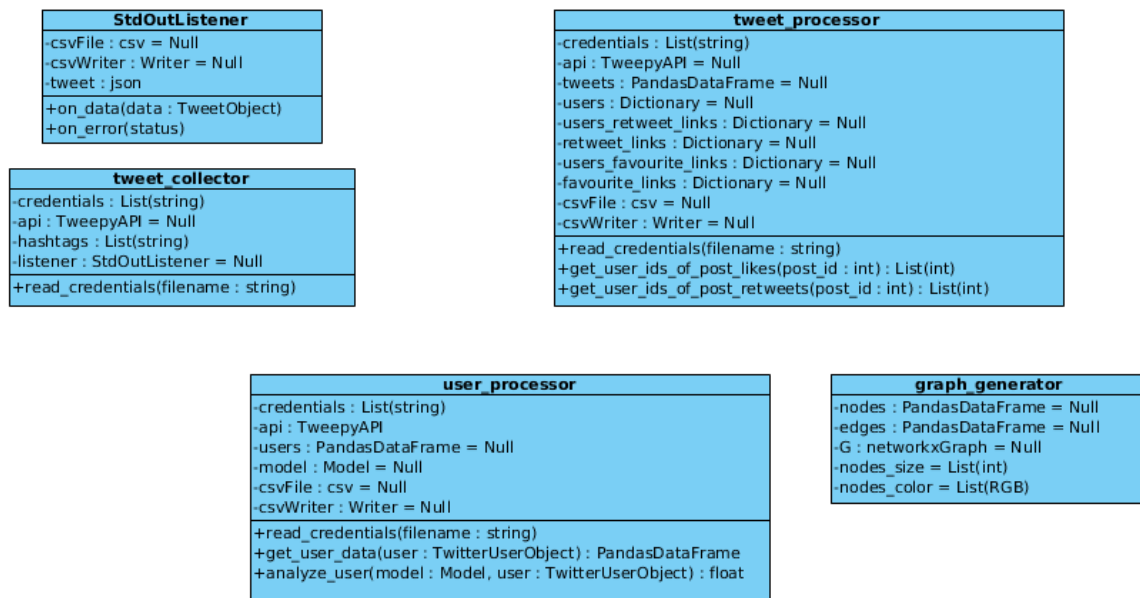 StdOutListener
-csvFile : csv = Null
-csvWriter : Writer = Null
-tweet : json
+on_data(data : TweetObject)
+on_error(status)
tweet_collector
-credentials : List(string)
-api : TweepyAPI = Null
-hashtags : List(string)
-listener : StdOutListener = Null
+read_credentials(filename : string)
tweet_processor
-credentials : List(string)
-api : TweepyAPI = Null
-tweets : PandasDataFrame = Null
-users : Dictionary = Null
-users_retweet_links : Dictionary = Null
-retweet_links : Dictionary = Null
-users_favourite_links : Dictionary = Null
-favourite_links : Dictionary = Null
-csvFile : csv = Null
-csvWriter : Writer = Null
+read_credentials(filename : string)
+get_user_ids_of_post_likes(post_id : int) : List(int)
+get_user_ids_of_post_retweets(post_id : int) : List(int)
user_processor
-credentials : List(string)
-api : TweepyAPI
-users : PandasDataFrame = Null
-model : Model = Null
-csvFile : csv = Null
-csvWriter : Writer = Null
+read_credentials(filename : string)
+get_user_data(user : TwitterUserObject) : PandasDataFrame
+analyze_user(model : Model, user : TwitterUserObject) : float
graph_generator
-nodes : PandasDataFrame = Null
-edges : PandasDataFrame = Null
-G : networkxGraph = Null
-nodes_size = List(int)
-nodes_color = List(RGB)